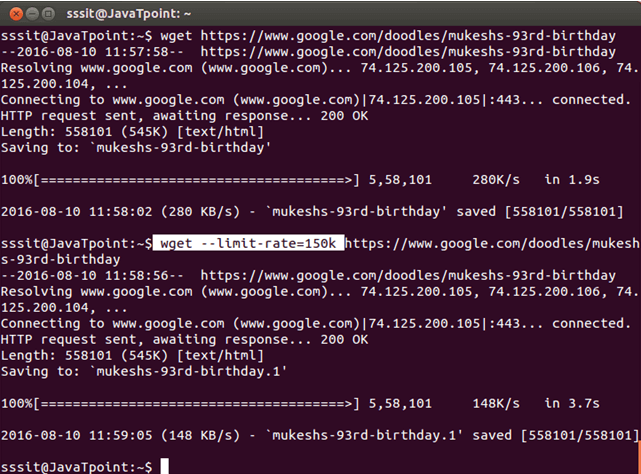 sssit@JavaTpoint: ~
sssit@JavaTpoint:~$ wget https://www.google.com/doodles/mukeshs-93rd-birthday
--2016-08-10 11:57:58--  https://www.google.com/doodles/mukeshs-93rd-birthday
Resolving www.google.com (www.google.com)... 74.125.200.105, 74.125.200.106, 74.
125.200.104, ...
Connecting to www.google.com (www.google.com)|74.125.200.105|:443... connected.
HTTP request sent, awaiting response... 200 OK
Length: 558101 (545K) [text/html]
Saving to: `mukeshs-93rd-birthday'
100%[======================================>] 5,58,101     280K/s   in 1.9s
2016-08-10 11:58:02 (280 KB/s) - `mukeshs-93rd-birthday' saved [558101/558101]
sssit@JavaTpoint:~$ wget --limit-rate=150k https://www.google.com/doodles/mukesh
s-93rd-birthday
--2016-08-10 11:58:56--  https://www.google.com/doodles/mukeshs-93rd-birthday
Resolving www.google.com (www.google.com)... 74.125.200.105, 74.125.200.106, 74.
125.200.104, ...
Connecting to www.google.com (www.google.com)|74.125.200.105|:443... connected.
HTTP request sent, awaiting response... 200 OK
Length: 558101 (545K) [text/html]
Saving to: `mukeshs-93rd-birthday.1'
100%[======================================>] 5,58,101     148K/s   in 3.7s
2016-08-10 11:59:05 (148 KB/s) - `mukeshs-93rd-birthday.1' saved [558101/558101]
sssit@JavaTpoint:~$